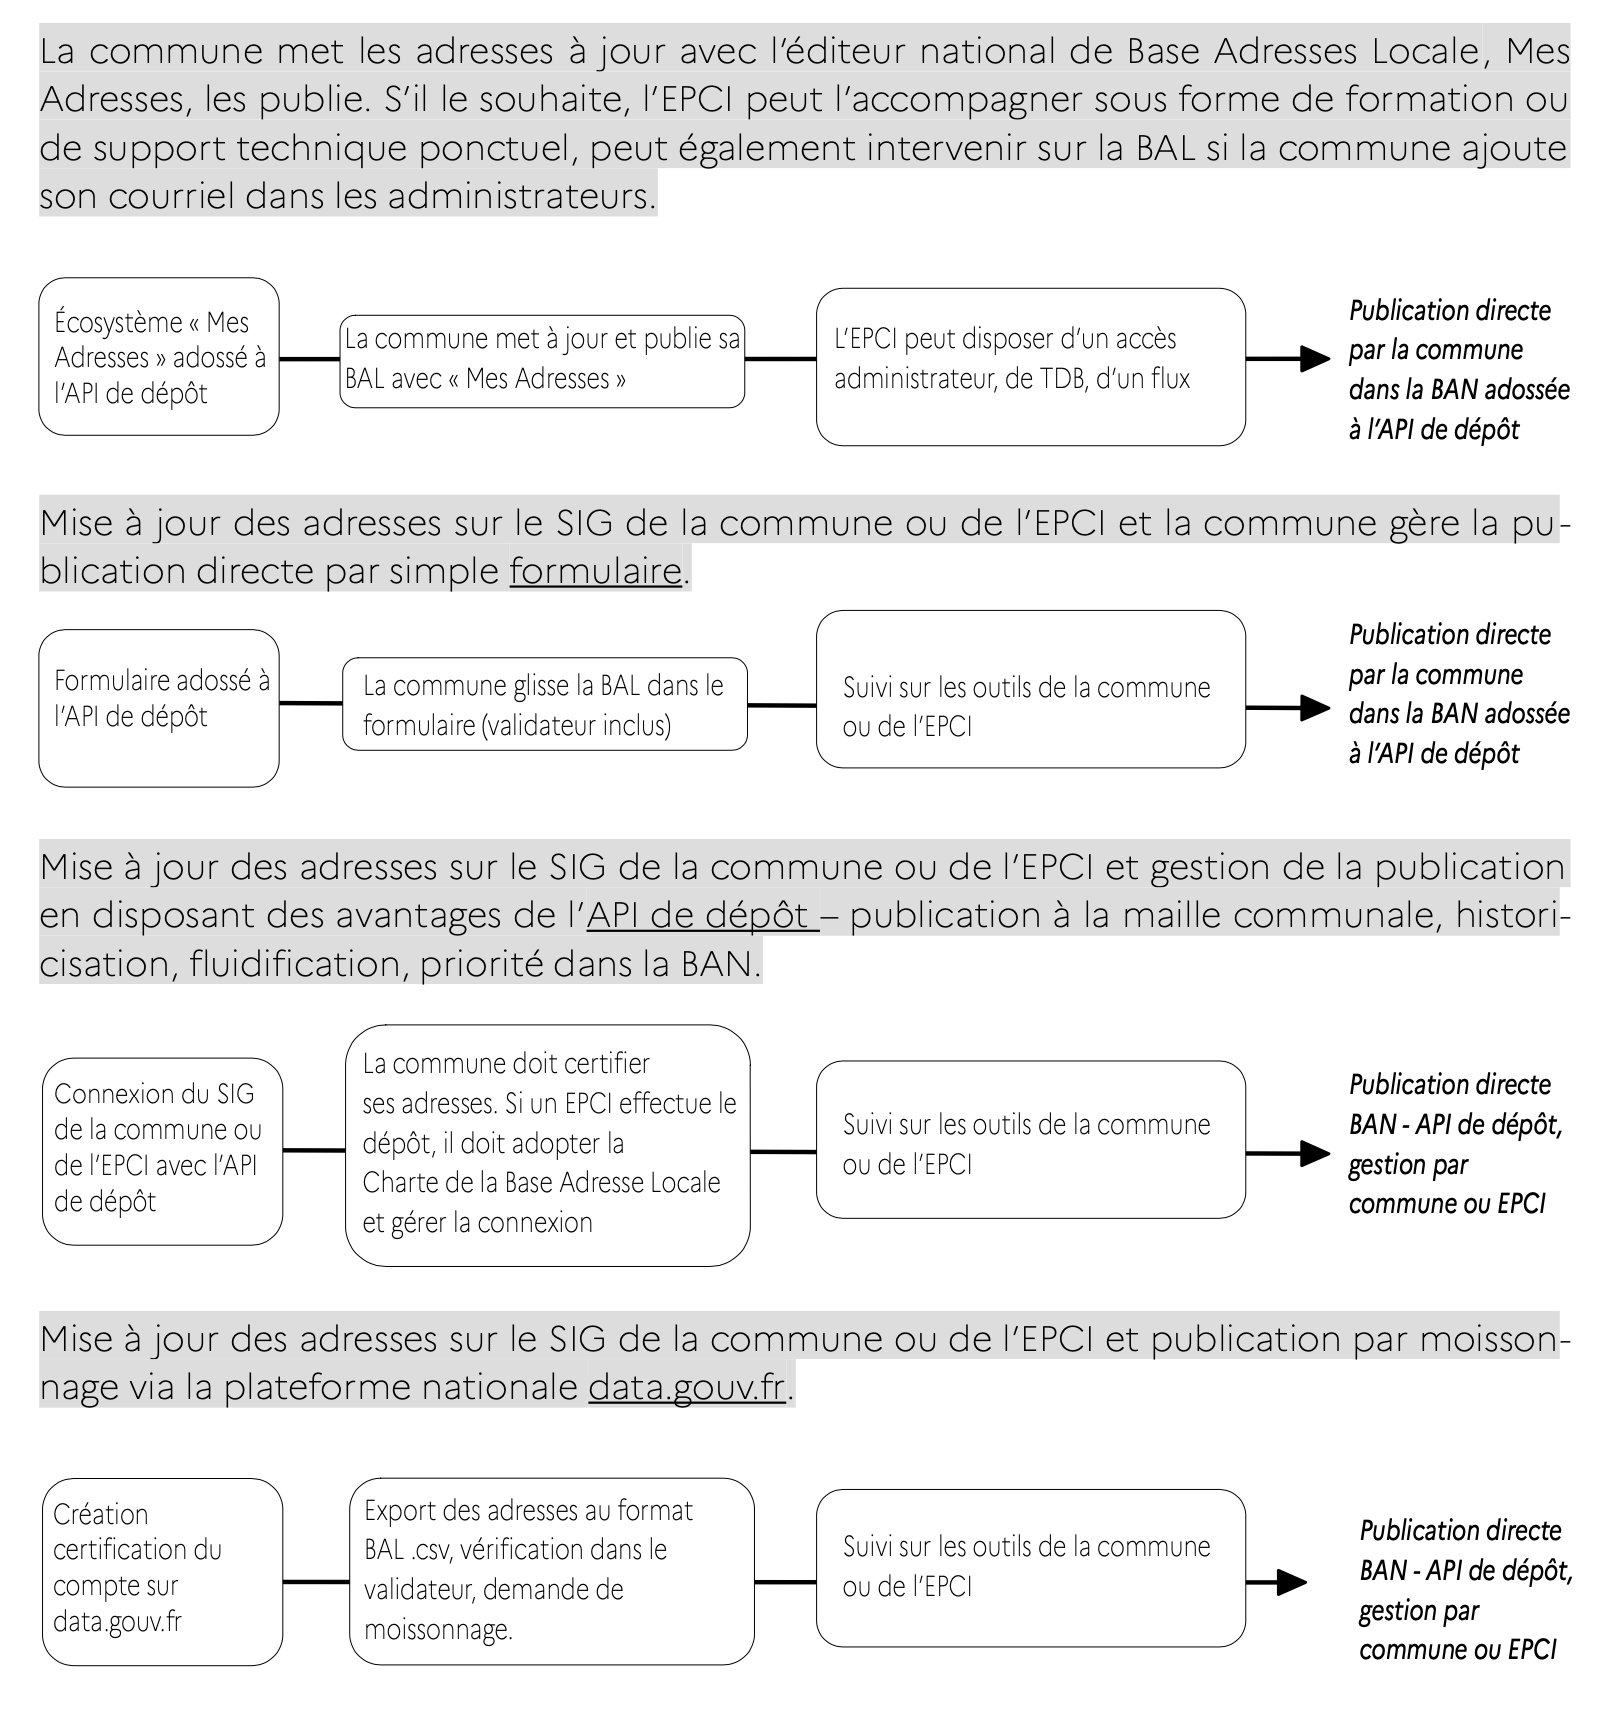 La commune met les adresses à jour avec l’éditeur national de Base Adresses Locale, Mes
Adresses, les publie. S’il le souhaite, l’EPCI peut l’accompagner sous forme de formation ou
de support technique ponctuel, peut également intervenir sur la BAL si la commune ajoute
son courriel dans les administrateurs.
Écosystème « Mes
Adresses » adossé à
l’API de dépôt
La commune met à jour et publie sa
BAL avec « Mes Adresses »
L’EPCI peut disposer d’un accès
administrateur, de TDB, d’un flux
Publication directe
par la commune
dans la BAN adossée
à l’API de dépôt
Mise à jour des adresses sur le SIG de la commune ou de l’EPCI et la commune gère la pu-
blication directe par simple formulaire.
Formulaire adossé à
l’API de dépôt
La commune glisse la BAL dans le
formulaire (validateur inclus)
Suivi sur les outils de la commune
ou de l’EPCI
Publication directe
par la commune
dans la BAN adossée
à l’API de dépôt
Mise à jour des adresses sur le SIG de la commune ou de l’EPCI et gestion de la publication
en disposant des avantages de l’API de dépôt – publication à la maille communale, histori-
cisation, fluidification, priorité dans la BAN.
Connexion du SIG
de la commune ou
de l’EPCI avec l’API
de dépôt
La commune doit certifier
ses adresses. Si un EPCI effectue le
dépôt, il doit adopter la
Charte de la Base Adresse Locale
et gérer la connexion
Suivi sur les outils de la commune
ou de l’EPCI
Publication directe
BAN - API de dépôt,
gestion par
commune ou EPCI
Mise à jour des adresses sur le SIG de la commune ou de l’EPCI et publication par moisson-
nage via la plateforme nationale data.gouv.fr.
Création
certification du
compte sur
data.gouv.fr
Export des adresses au format
BAL .csv, vérification dans le
validateur, demande de
moissonnage.
Suivi sur les outils de la commune
ou de l’EPCI
Publication directe
BAN - API de dépôt,
gestion par
commune ou EPCI